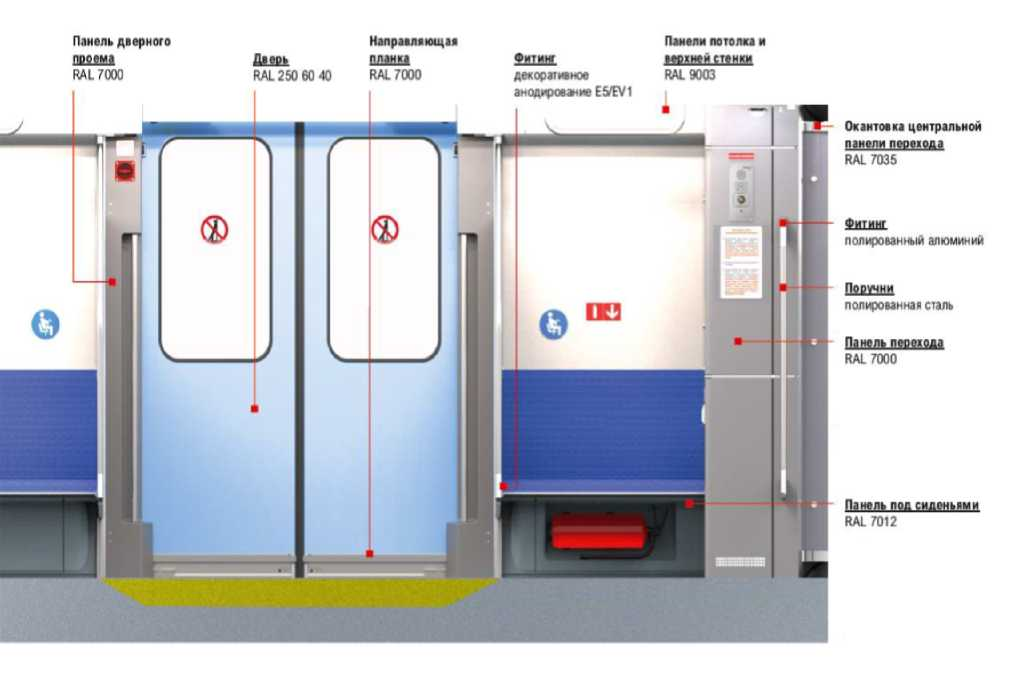 Панель дверного
проема
RAL 7000
Дверь
RAL 250 60 40
Направляющая
планка
RAL 7000
Фитинг
декоративное
анодирование E5/EV1
Панели потолка и
верхней стенки
RAL 9003
Окантовка центральной
панели перехода
RAL 7035
Фитинг
полированный алюминий
Поручни
полированная сталь
Панель перехода
RAL 7000
Панель под сиденьями
RAL 7012